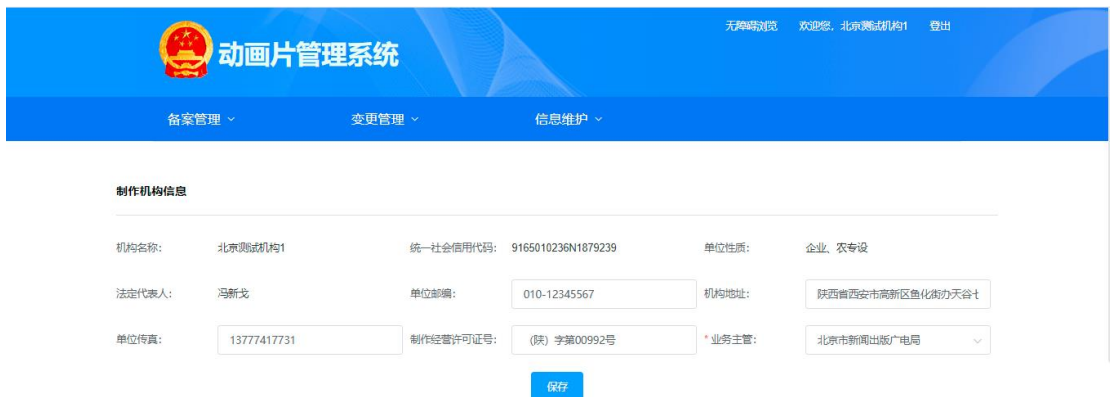 无障碍浏览 欢迎您，北京测试机构1 登出
动画片管理系统
备案管理 变更管理 信息维护
制作机构信息
机构名称： 北京测试机构1 统一社会信用代码： 9165010236N1879239 单位性质： 企业、农专设
法定代表人： 冯新戈 单位邮编： 010-12345567 机构地址： 陕西省西安市高新区鱼化街办天谷七
单位传真： 13777417731 制作经营许可证号： （陕）字第00992号 *业务主管： 北京市新闻出版广电局
保存